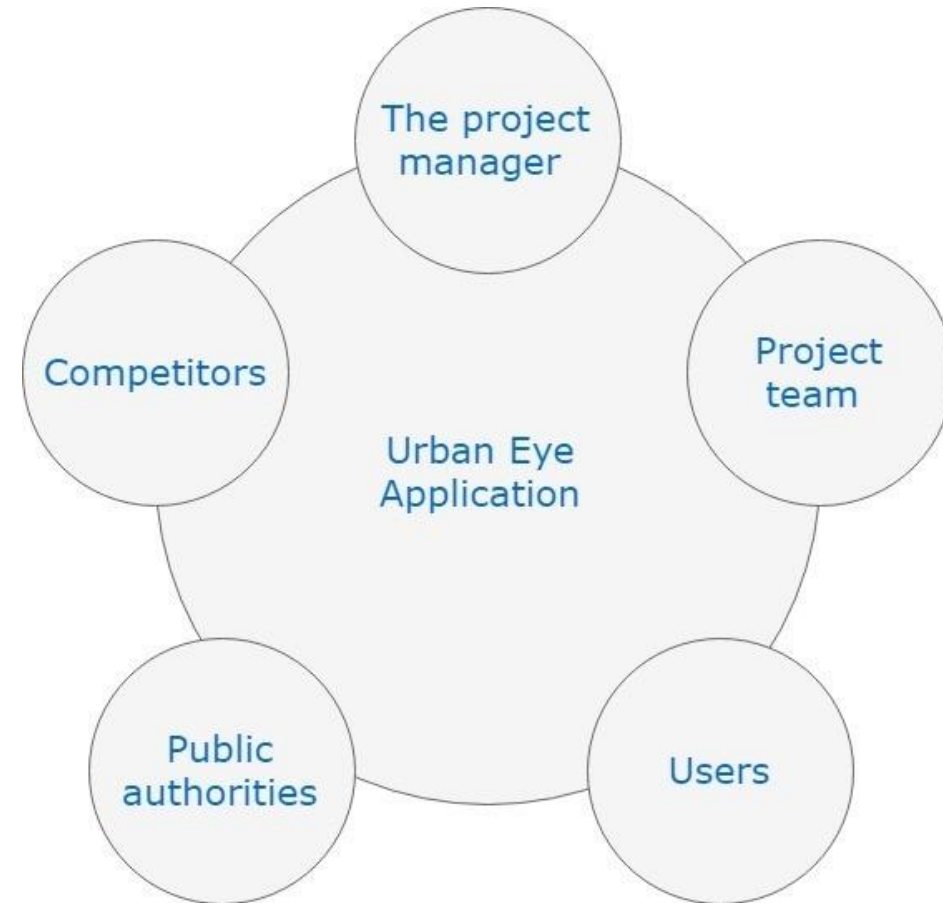 The project
manager
Competitors
Project
team
Urban Eye
Application
Public
authorities
Users